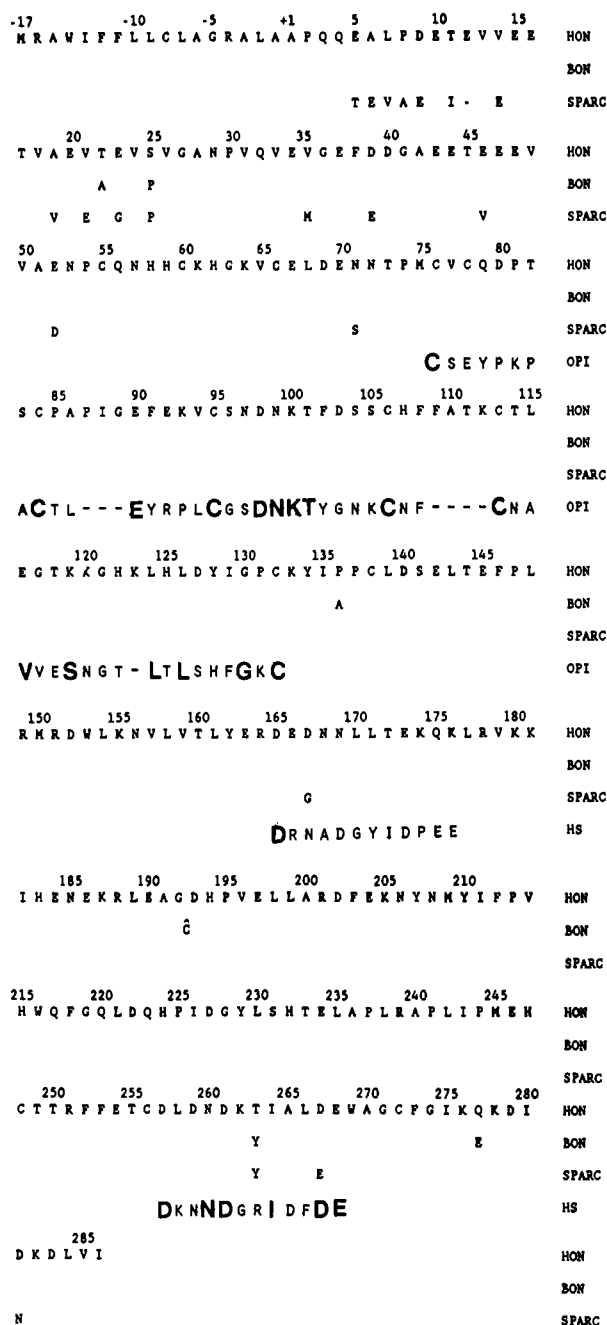 -17 -10 -5 +1 5 10 15
M R A W I F F L L C L A G R A L A A P Q Q E A L P D E T E V V E E HON
BON
T E V A E I - E SPARC
20 25 30 35 40 45
T V A E V T E V S V G A N P V Q V E V G E F D D G A E E T E E E V HON
A P BON
V E G P M E V SPARC
50 55 60 65 70 75 80
V A E N P C Q N H H C K H G K V C E L D E N N T P M C V C Q D P T HON
BON
D S SPARC
C S E Y P K P OPI
85 90 95 100 105 110 115
S C P A P I G E F E K V C S N D N K T F D S S C H F F A T K C T L HON
BON
SPARC
A C T L - - - E Y R P L C G S D N K T Y G N K C N F - - - - C N A OPI
120 125 130 135 140 145
E G T K K G H K L H L D Y I G P C K Y I P P C L D S E L T E F P L HON
A BON
SPARC
V V E S N G T - L T L S H F G K C OPI
150 155 160 165 170 175 180
R M R D W L K N V L V T L Y E R D E D N N L L T E K Q K L R V K K HON
BON
G SPARC
D R N A D G Y I D P E E HS
185 190 195 200 205 210
I H E N E K R L E A G D H P V E L L A R D F E K N Y N M Y I F P V HON
G BON
SPARC
215 220 225 230 235 240 245
H W Q F G Q L D Q H P I D G Y L S H T E L A P L R A P L I P M E H HON
BON
SPARC
250 255 260 265 270 275 280
C T T R F F E T C D L D N D K T I A L D E W A G C F G I K Q K D I HON
Y E BON
Y E SPARC
D K N N D G R I D F D E HS
285
D K D L V I HON
BON
N SPARC